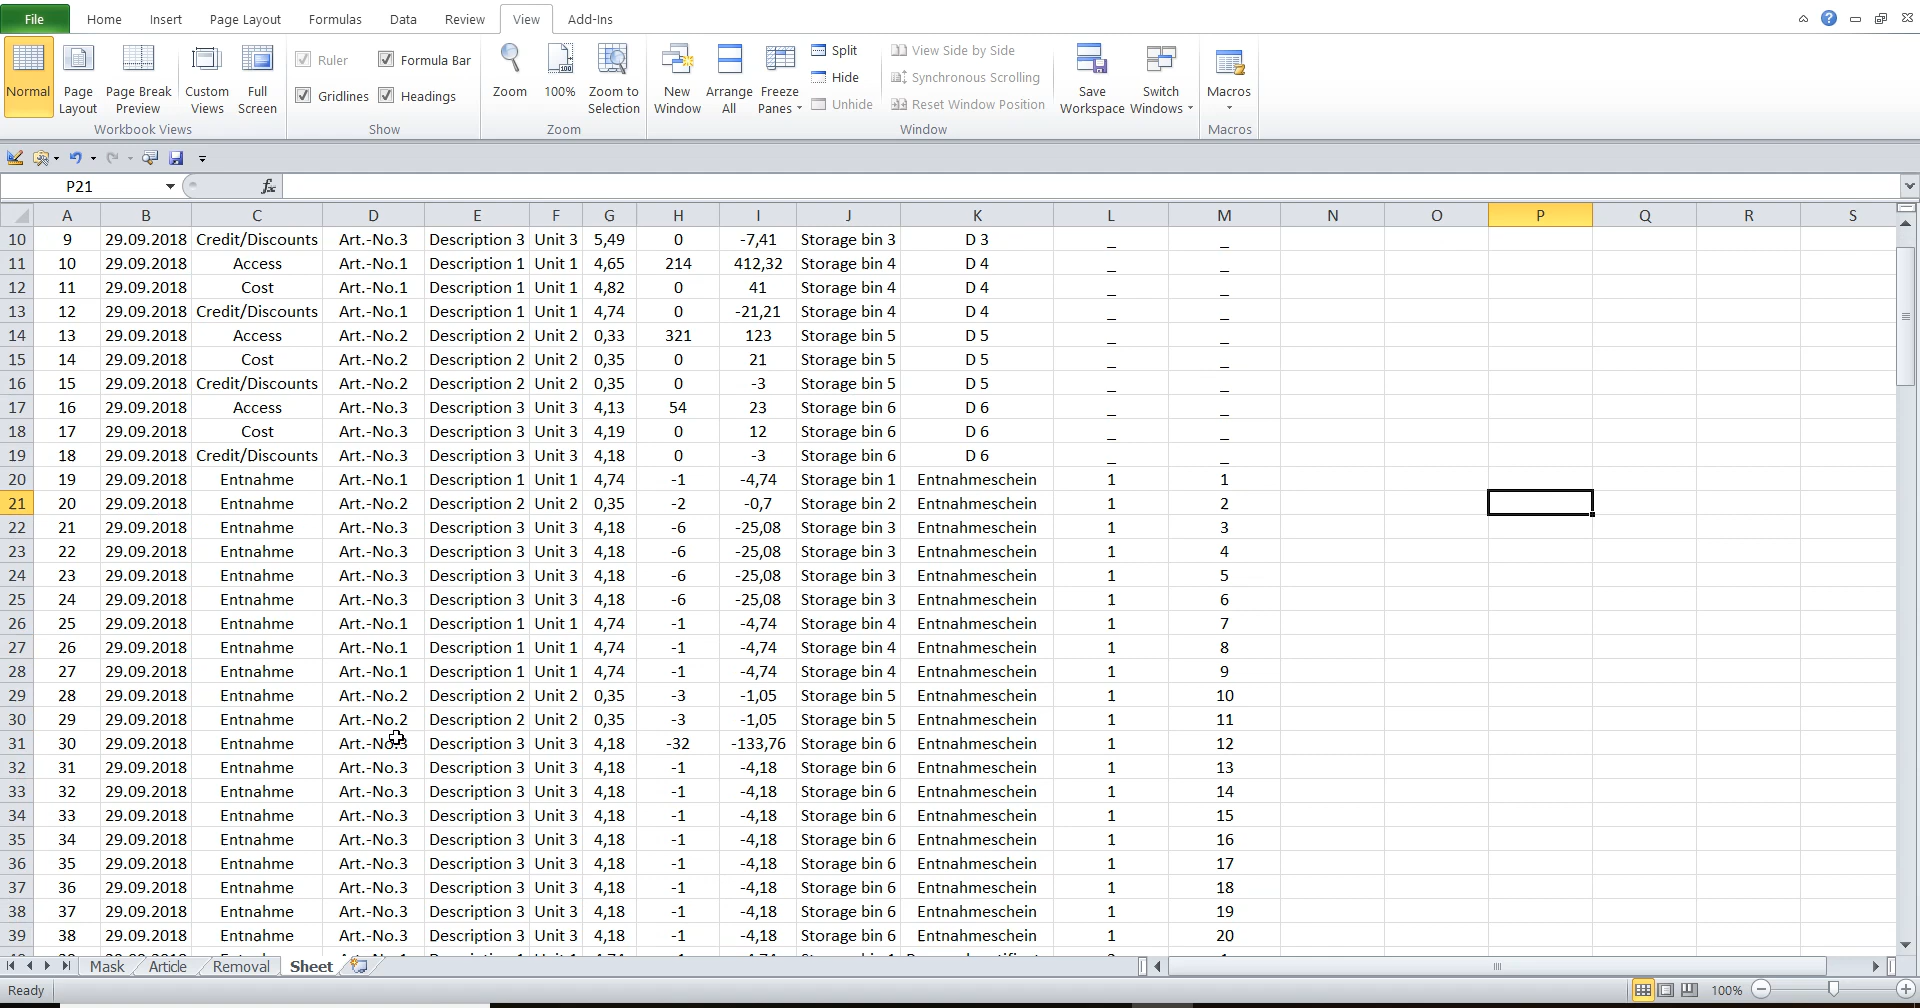 File Home Insert Page Layout Formulas Data Review View Add-Ins
Normal Page Layout Page Break Preview Custom Views Full Screen
Workbook Views
Ruler Formula Bar
Gridlines Headings
Show
Zoom 100% Zoom to Selection
Zoom
New Window Arrange All Freeze Panes
Split View Side by Side
Hide Synchronous Scrolling
Unhide Reset Window Position
Save Workspace Switch Windows
Window
Macros
Macros
P21 fx
A B C D E F G H I J K L M N O P Q R S
10 9 29.09.2018 Credit/Discounts Art.-No.3 Description 3 Unit 3 5,49 0 -7,41 Storage bin 3 D 3 _ _
11 10 29.09.2018 Access Art.-No.1 Description 1 Unit 1 4,65 214 412,32 Storage bin 4 D 4 _ _
12 11 29.09.2018 Cost Art.-No.1 Description 1 Unit 1 4,82 0 41 Storage bin 4 D 4 _ _
13 12 29.09.2018 Credit/Discounts Art.-No.1 Description 1 Unit 1 4,74 0 -21,21 Storage bin 4 D 4 _ _
14 13 29.09.2018 Access Art.-No.2 Description 2 Unit 2 0,33 321 123 Storage bin 5 D 5 _ _
15 14 29.09.2018 Cost Art.-No.2 Description 2 Unit 2 0,35 0 21 Storage bin 5 D 5 _ _
16 15 29.09.2018 Credit/Discounts Art.-No.2 Description 2 Unit 2 0,35 0 -3 Storage bin 5 D 5 _ _
17 16 29.09.2018 Access Art.-No.3 Description 3 Unit 3 4,13 54 23 Storage bin 6 D 6 _ _
18 17 29.09.2018 Cost Art.-No.3 Description 3 Unit 3 4,19 0 12 Storage bin 6 D 6 _ _
19 18 29.09.2018 Credit/Discounts Art.-No.3 Description 3 Unit 3 4,18 0 -3 Storage bin 6 D 6 _ _
20 19 29.09.2018 Entnahme Art.-No.1 Description 1 Unit 1 4,74 -1 -4,74 Storage bin 1 Entnahmeschein 1 1
21 20 29.09.2018 Entnahme Art.-No.2 Description 2 Unit 2 0,35 -2 -0,7 Storage bin 2 Entnahmeschein 1 2
22 21 29.09.2018 Entnahme Art.-No.3 Description 3 Unit 3 4,18 -6 -25,08 Storage bin 3 Entnahmeschein 1 3
23 22 29.09.2018 Entnahme Art.-No.3 Description 3 Unit 3 4,18 -6 -25,08 Storage bin 3 Entnahmeschein 1 4
24 23 29.09.2018 Entnahme Art.-No.3 Description 3 Unit 3 4,18 -6 -25,08 Storage bin 3 Entnahmeschein 1 5
25 24 29.09.2018 Entnahme Art.-No.3 Description 3 Unit 3 4,18 -6 -25,08 Storage bin 3 Entnahmeschein 1 6
26 25 29.09.2018 Entnahme Art.-No.1 Description 1 Unit 1 4,74 -1 -4,74 Storage bin 4 Entnahmeschein 1 7
27 26 29.09.2018 Entnahme Art.-No.1 Description 1 Unit 1 4,74 -1 -4,74 Storage bin 4 Entnahmeschein 1 8
28 27 29.09.2018 Entnahme Art.-No.1 Description 1 Unit 1 4,74 -1 -4,74 Storage bin 4 Entnahmeschein 1 9
29 28 29.09.2018 Entnahme Art.-No.2 Description 2 Unit 2 0,35 -3 -1,05 Storage bin 5 Entnahmeschein 1 10
30 29 29.09.2018 Entnahme Art.-No.2 Description 2 Unit 2 0,35 -3 -1,05 Storage bin 5 Entnahmeschein 1 11
31 30 29.09.2018 Entnahme Art.-No.3 Description 3 Unit 3 4,18 -32 -133,76 Storage bin 6 Entnahmeschein 1 12
32 31 29.09.2018 Entnahme Art.-No.3 Description 3 Unit 3 4,18 -1 -4,18 Storage bin 6 Entnahmeschein 1 13
33 32 29.09.2018 Entnahme Art.-No.3 Description 3 Unit 3 4,18 -1 -4,18 Storage bin 6 Entnahmeschein 1 14
34 33 29.09.2018 Entnahme Art.-No.3 Description 3 Unit 3 4,18 -1 -4,18 Storage bin 6 Entnahmeschein 1 15
35 34 29.09.2018 Entnahme Art.-No.3 Description 3 Unit 3 4,18 -1 -4,18 Storage bin 6 Entnahmeschein 1 16
36 35 29.09.2018 Entnahme Art.-No.3 Description 3 Unit 3 4,18 -1 -4,18 Storage bin 6 Entnahmeschein 1 17
37 36 29.09.2018 Entnahme Art.-No.3 Description 3 Unit 3 4,18 -1 -4,18 Storage bin 6 Entnahmeschein 1 18
38 37 29.09.2018 Entnahme Art.-No.3 Description 3 Unit 3 4,18 -1 -4,18 Storage bin 6 Entnahmeschein 1 19
39 38 29.09.2018 Entnahme Art.-No.3 Description 3 Unit 3 4,18 -1 -4,18 Storage bin 6 Entnahmeschein 1 20
Mask Article Removal Sheet
Ready 100%